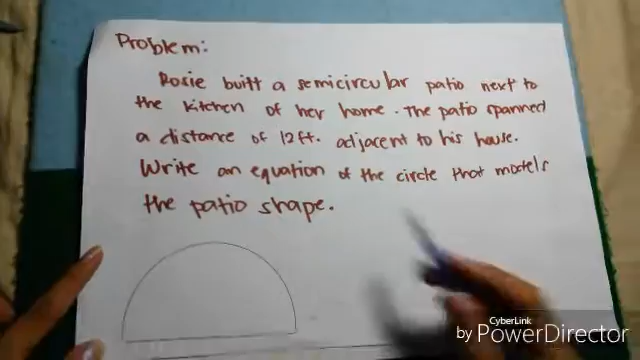 Problem:
Rosie built a semicircular patio next to
the kitchen of her home. The patio spanned
a distance of 12ft. adjacent to his house.
Write an equation of the circle that models
the patio shape.
CyberLink
by PowerDirector